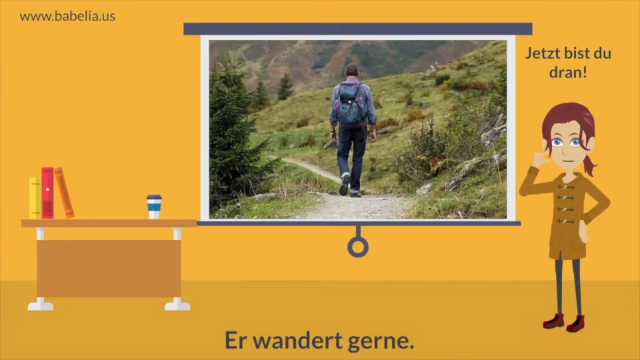 www.babelia.us
Jetzt bist du
dran!
Er wandert gerne.